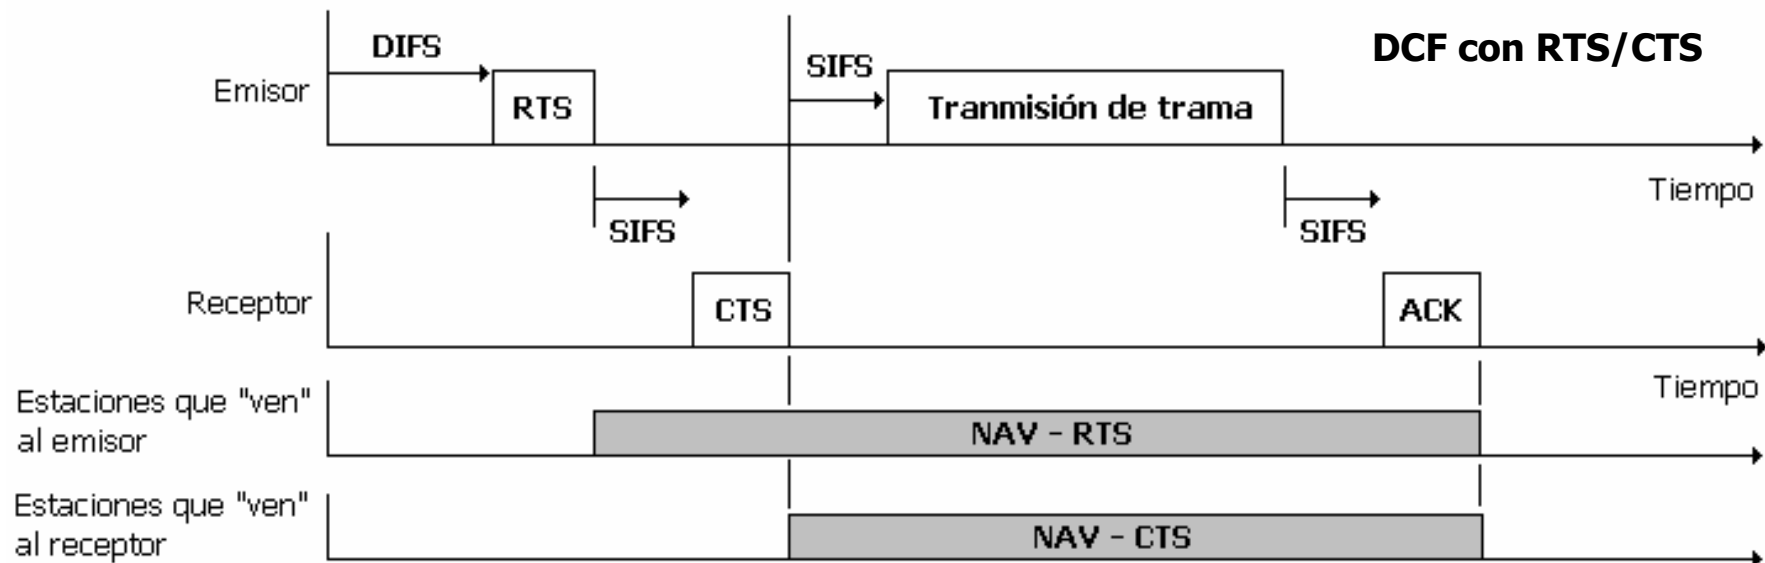 DCF con RTS/CTS
DIFS
SIFS
Emisor
RTS
Tranmisión de trama
Tiempo
SIFS
SIFS
Receptor
CTS
ACK
Tiempo
Estaciones que "ven"
al emisor
NAV - RTS
Estaciones que "ven"
al receptor
NAV - CTS